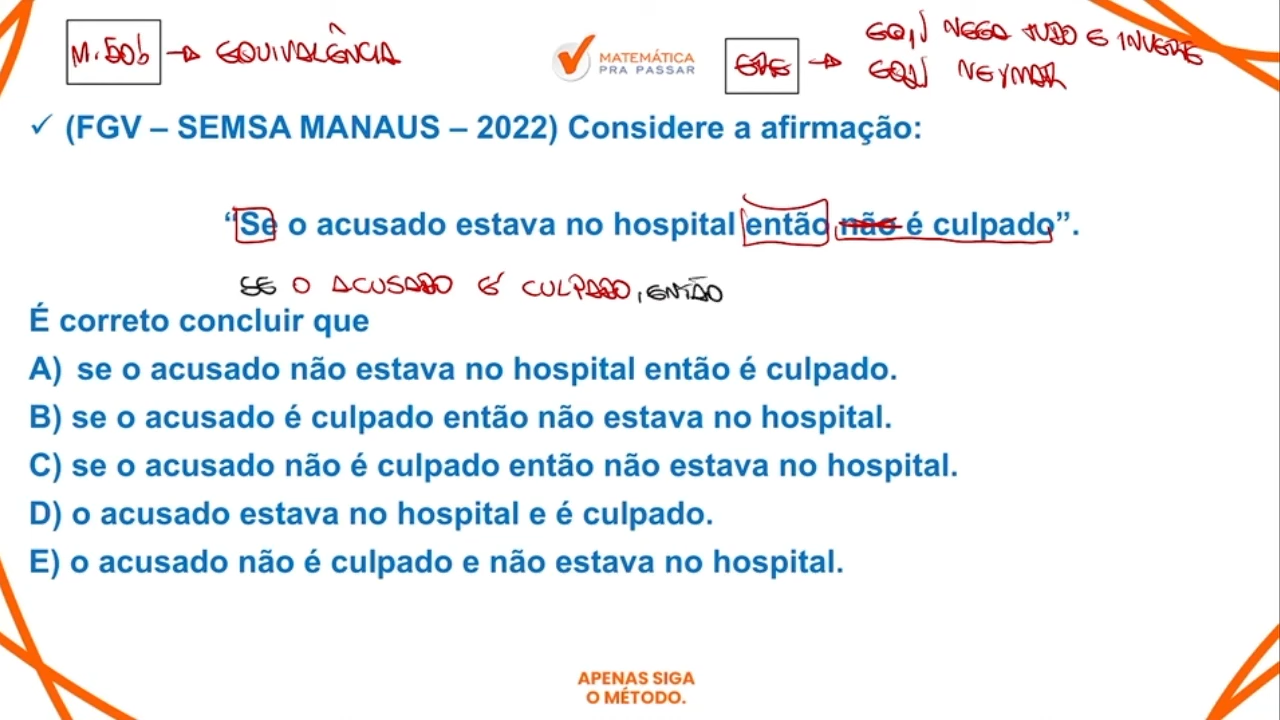 M. 50% → EQUIVALÊNCIA
MATEMÁTICA
PRA PASSAR
→ EQ1) NEGA TUDO E INVERTE
EQ2) NEYMAR
✓ (FGV – SEMSA MANAUS – 2022) Considere a afirmação:
“Se o acusado estava no hospital então não é culpado”.
SE O ACUSADO É CULPADO, ENTÃO
É correto concluir que
A) se o acusado não estava no hospital então é culpado.
B) se o acusado é culpado então não estava no hospital.
C) se o acusado não é culpado então não estava no hospital.
D) o acusado estava no hospital e é culpado.
E) o acusado não é culpado e não estava no hospital.
APENAS SIGA
O MÉTODO.